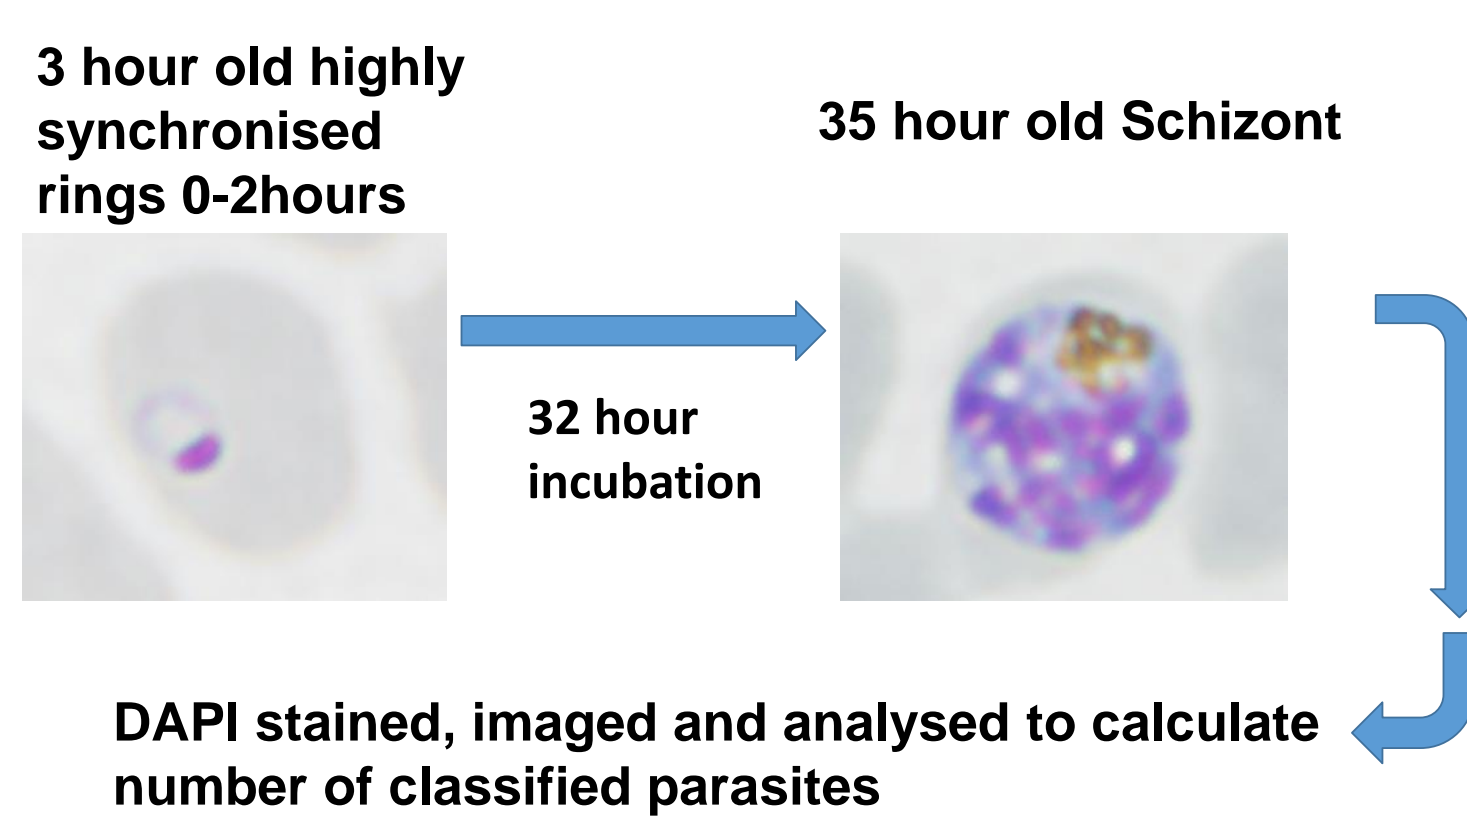 3 hour old highly
synchronised
rings 0-2hours
35 hour old Schizont
32 hour
incubation
DAPI stained, imaged and analysed to calculate
number of classified parasites